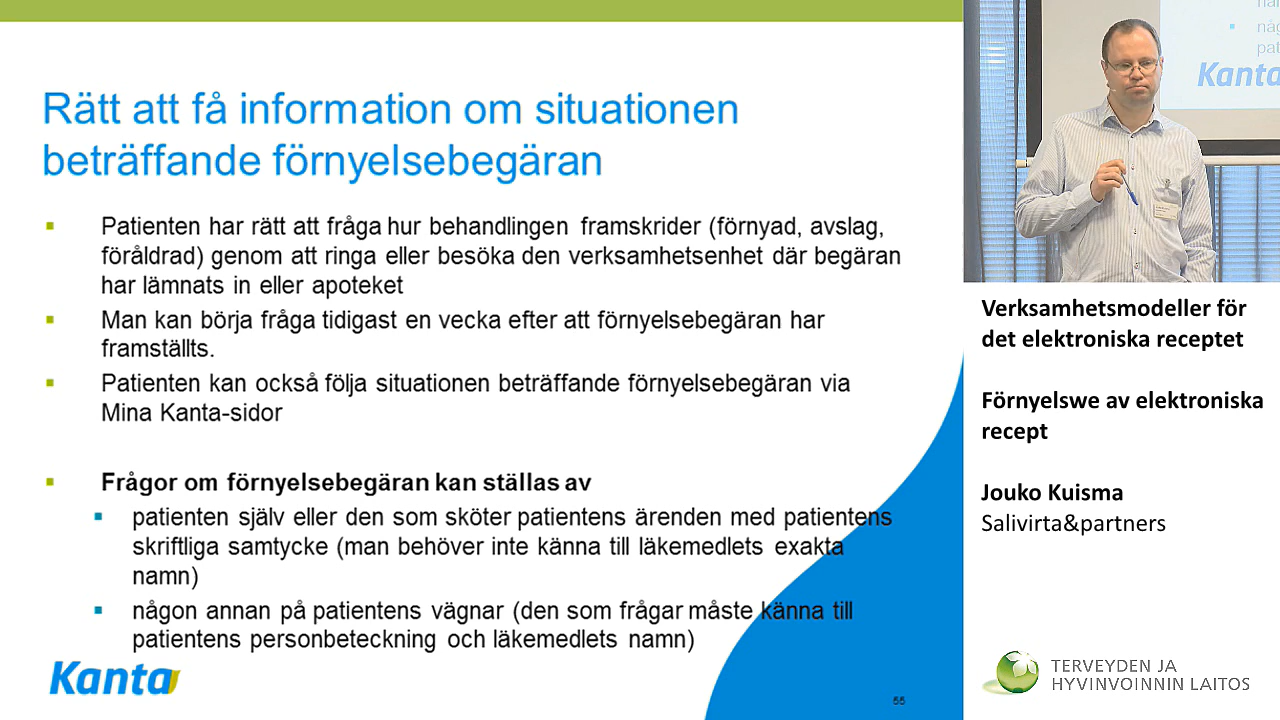 Rätt att få information om situationen
beträffande förnyelsebegäran
Patienten har rätt att fråga hur behandlingen framskrider (förnyad, avslag,
föråldrad) genom att ringa eller besöka den verksamhetsenhet där begäran
har lämnats in eller apoteket
Man kan börja fråga tidigast en vecka efter att förnyelsebegäran har
framställts.
Patienten kan också följa situationen beträffande förnyelsebegäran via
Mina Kanta-sidor
Frågor om förnyelsebegäran kan ställas av
patienten själv eller den som sköter patientens ärenden med patientens
skriftliga samtycke (man behöver inte känna till läkemedlets exakta
namn)
någon annan på patientens vägnar (den som frågar måste känna till
patientens personbeteckning och läkemedlets namn)
Kanta
55
Kanta
Verksamhetsmodeller för
det elektroniska receptet
Förnyelswe av elektroniska
recept
Jouko Kuisma
Salivirta&partners
TERVEYDEN JA
HYVINVOINNIN LAITOS